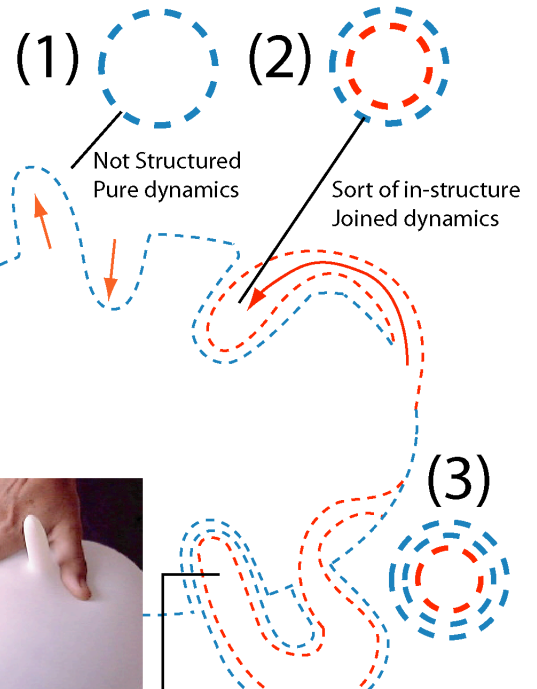 (1)
(2)
Not Structured
Pure dynamics
Sort of in-structure
Joined dynamics
(3)